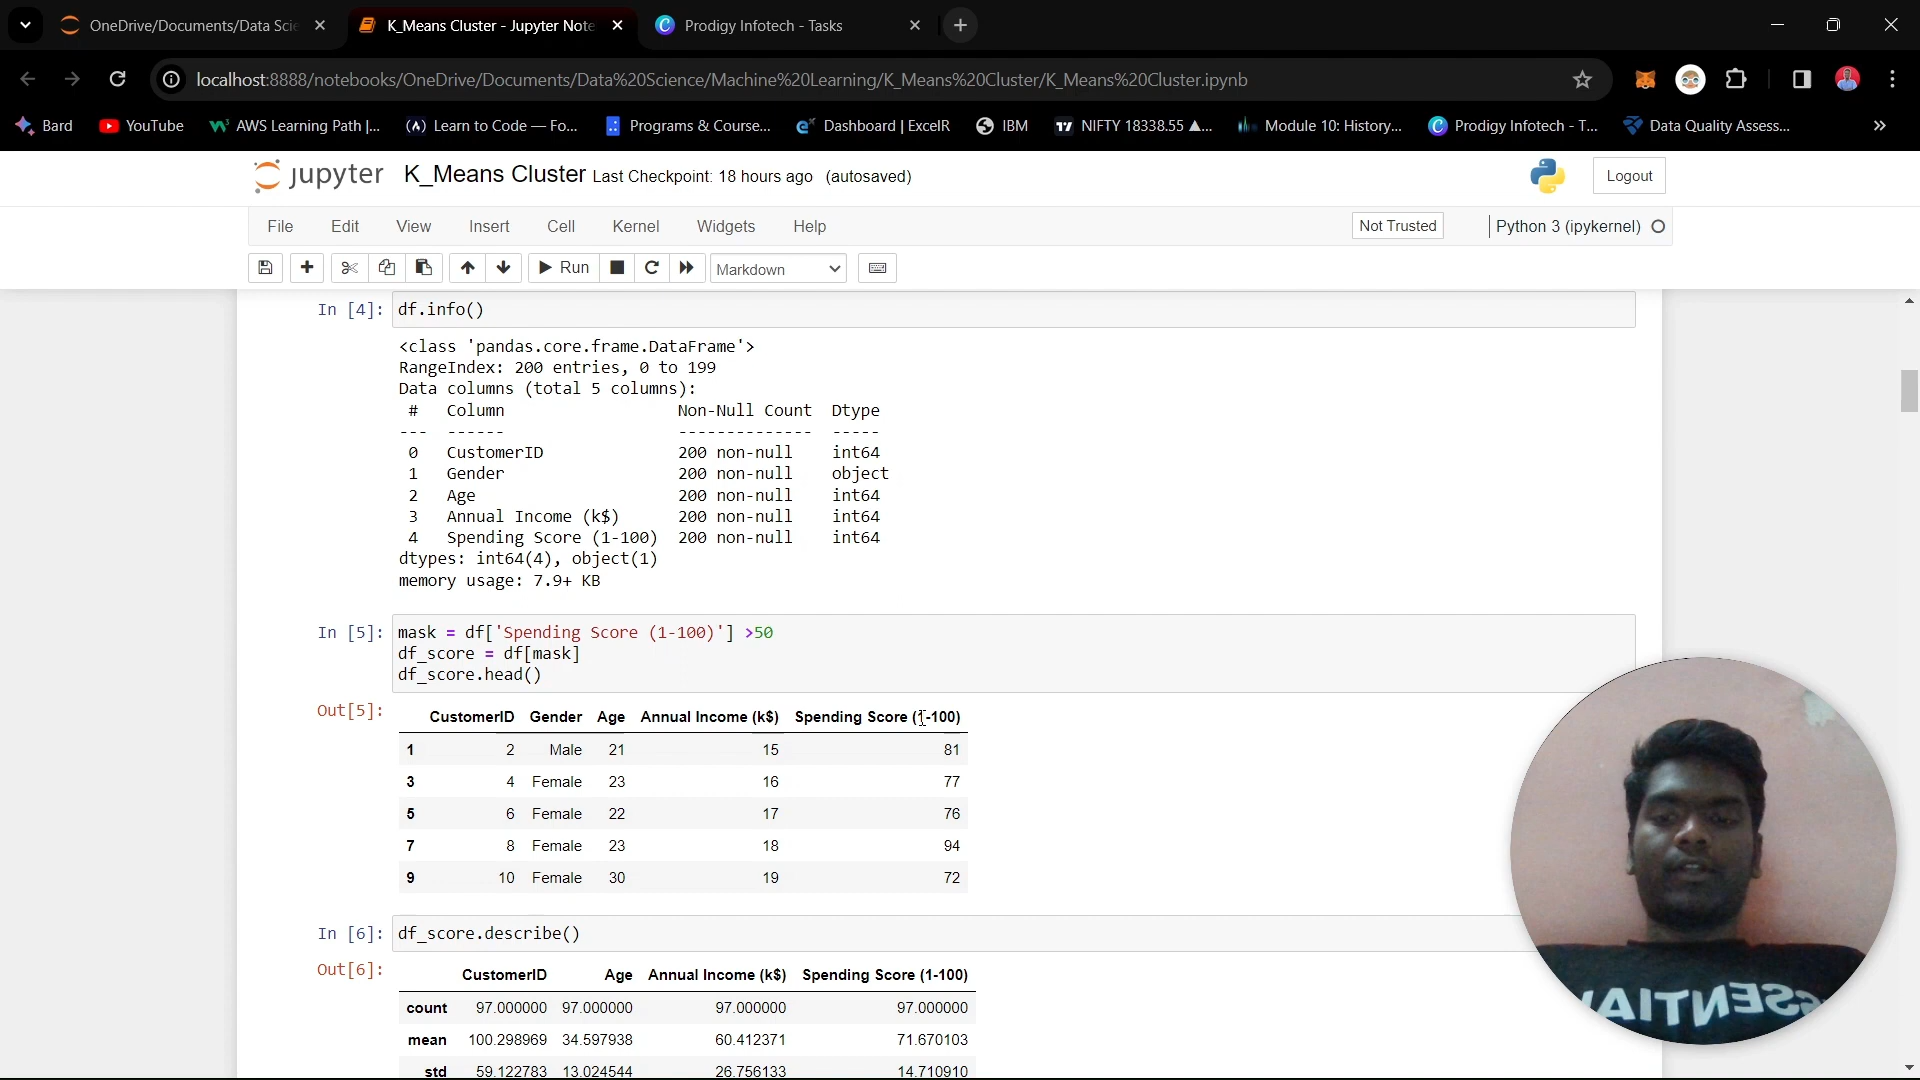 OneDrive/Documents/Data Scie
K_Means Cluster - Jupyter Note
Prodigy Infotech - Tasks
localhost:8888/notebooks/OneDrive/Documents/Data%20Science/Machine%20Learning/K_Means%20Cluster/K_Means%20Cluster.ipynb
Bard YouTube AWS Learning Path |... Learn to Code — Fo... Programs & Course... Dashboard | ExcelR IBM NIFTY 18338.55 ▲... Module 10: History... Prodigy Infotech - T... Data Quality Assess... »
jupyter K_Means Cluster Last Checkpoint: 18 hours ago (autosaved) Logout
File Edit View Insert Cell Kernel Widgets Help Not Trusted Python 3 (ipykernel)
Run Markdown
In [4]: df.info()
<class 'pandas.core.frame.DataFrame'>
RangeIndex: 200 entries, 0 to 199
Data columns (total 5 columns):
# Column Non-Null Count Dtype
--- ------ -------------- -----
0 CustomerID 200 non-null int64
1 Gender 200 non-null object
2 Age 200 non-null int64
3 Annual Income (k$) 200 non-null int64
4 Spending Score (1-100) 200 non-null int64
dtypes: int64(4), object(1)
memory usage: 7.9+ KB
In [5]: mask = df['Spending Score (1-100)'] >50
df_score = df[mask]
df_score.head()
Out[5]:
CustomerID Gender Age Annual Income (k$) Spending Score (1-100)
1 2 Male 21 15 81
3 4 Female 23 16 77
5 6 Female 22 17 76
7 8 Female 23 18 94
9 10 Female 30 19 72
In [6]: df_score.describe()
Out[6]:
CustomerID Age Annual Income (k$) Spending Score (1-100)
count 97.000000 97.000000 97.000000 97.000000
mean 100.298969 34.597938 60.412371 71.670103
std 59.122783 13.024544 26.756133 14.710910